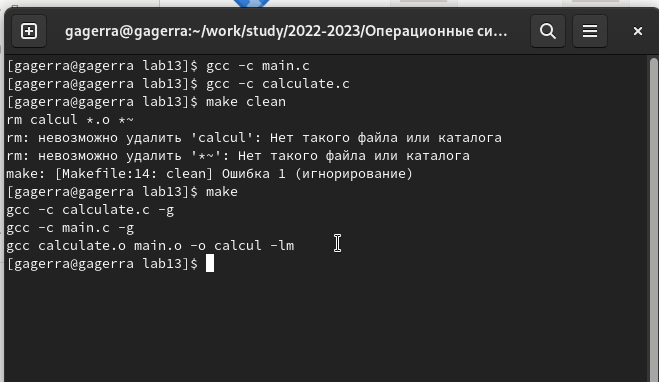 gagerra@gagerra:~/work/study/2022-2023/Операционные си...
[gagerra@gagerra lab13]$ gcc -c main.c
[gagerra@gagerra lab13]$ gcc -c calculate.c
[gagerra@gagerra lab13]$ make clean
rm calcul *.o *~
rm: невозможно удалить 'calcul': Нет такого файла или каталога
rm: невозможно удалить '*~': Нет такого файла или каталога
make: [Makefile:14: clean] Ошибка 1 (игнорирование)
[gagerra@gagerra lab13]$ make
gcc -c calculate.c -g
gcc -c main.c -g
gcc calculate.o main.o -o calcul -lm
[gagerra@gagerra lab13]$